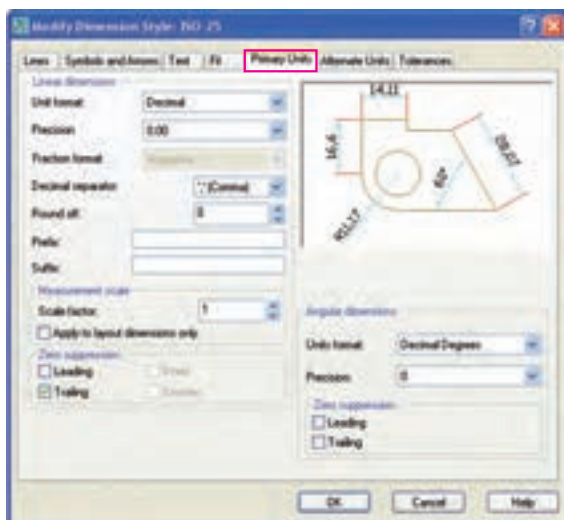 Modify Dimension Style: ISO-25
Lines Symbols and Arrows Text Fit Primary Units Alternate Units Tolerances
Linear dimensions
Unit format: Decimal
Precision 0.00
Fraction format:
Decimal separator: ',' (Comma)
Round off: 0
Prefix:
Suffix:
Measurement scale
Scale factor: 1
Apply to layout dimensions only
Zero suppression
Leading
Trailing
14,11
16,6
R11,17
60°
Angular dimensions
Units format: Decimal Degrees
Precision: 0
Zero suppression
Leading
Trailing
OK Cancel Help